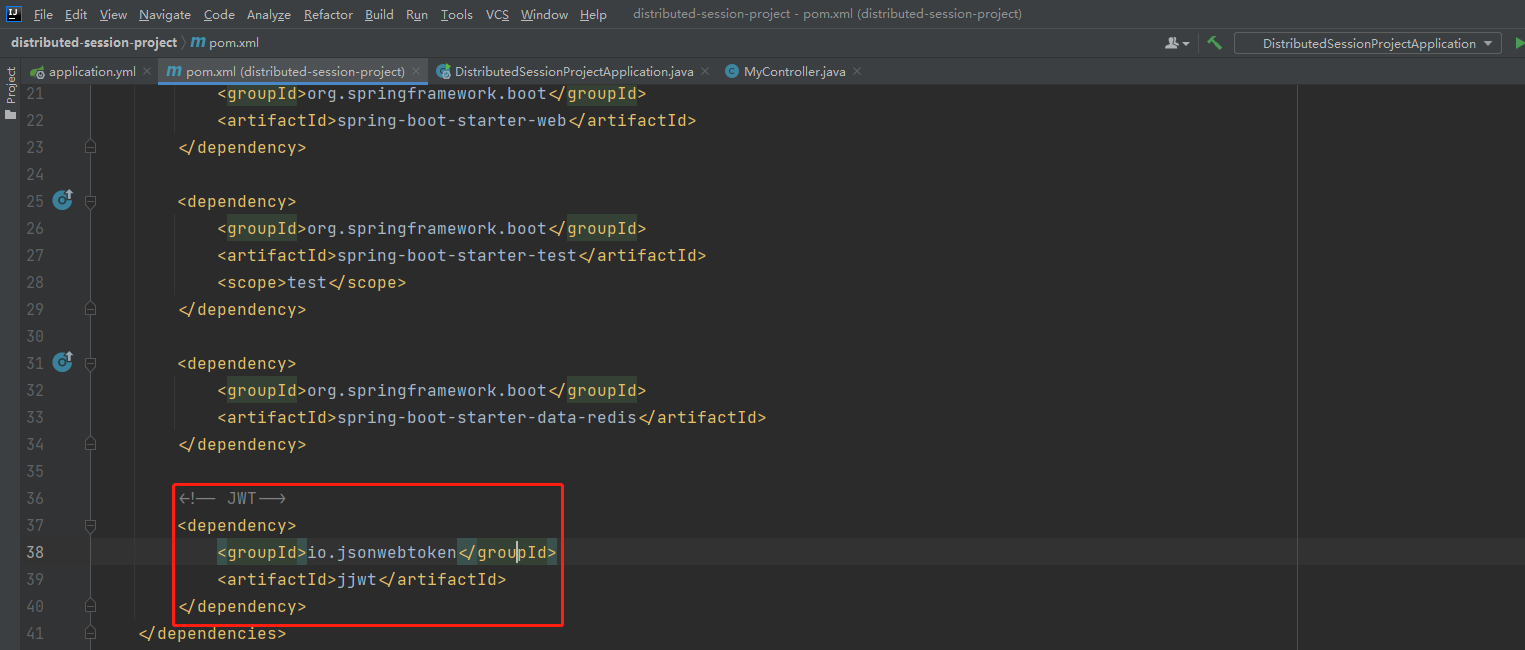 File Edit View Navigate Code Analyze Refactor Build Run Tools VCS Window Help distributed-session-project - pom.xml (distributed-session-project)
distributed-session-project pom.xml DistributedSessionProjectApplication
application.yml pom.xml (distributed-session-project) DistributedSessionProjectApplication.java MyController.java
Project
21 <groupId>org.springframework.boot</groupId>
22 <artifactId>spring-boot-starter-web</artifactId>
23 </dependency>
24
25 <dependency>
26 <groupId>org.springframework.boot</groupId>
27 <artifactId>spring-boot-starter-test</artifactId>
28 <scope>test</scope>
29 </dependency>
30
31 <dependency>
32 <groupId>org.springframework.boot</groupId>
33 <artifactId>spring-boot-starter-data-redis</artifactId>
34 </dependency>
35
36 <!-- JWT-->
37 <dependency>
38 <groupId>io.jsonwebtoken</groupId>
39 <artifactId>jjwt</artifactId>
40 </dependency>
41 </dependencies>